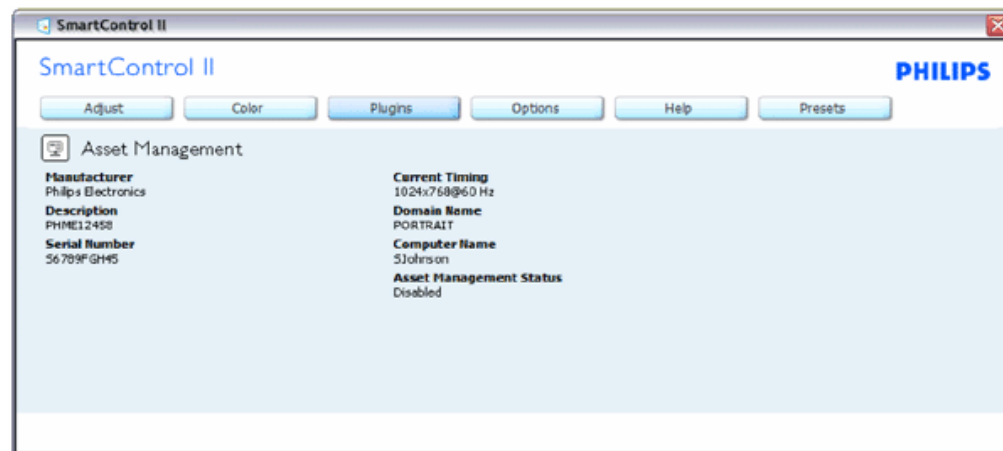 SmartControl II
SmartControl II
PHILIPS
Adjust Color Plugins Options Help Presets
Asset Management
Manufacturer
Philips Electronics
Description
PHME12458
Serial Number
56789FGH45
Current Timing
1024x768@60 Hz
Domain Name
PORTRAIT
Computer Name
SJohnson
Asset Management Status
Disabled